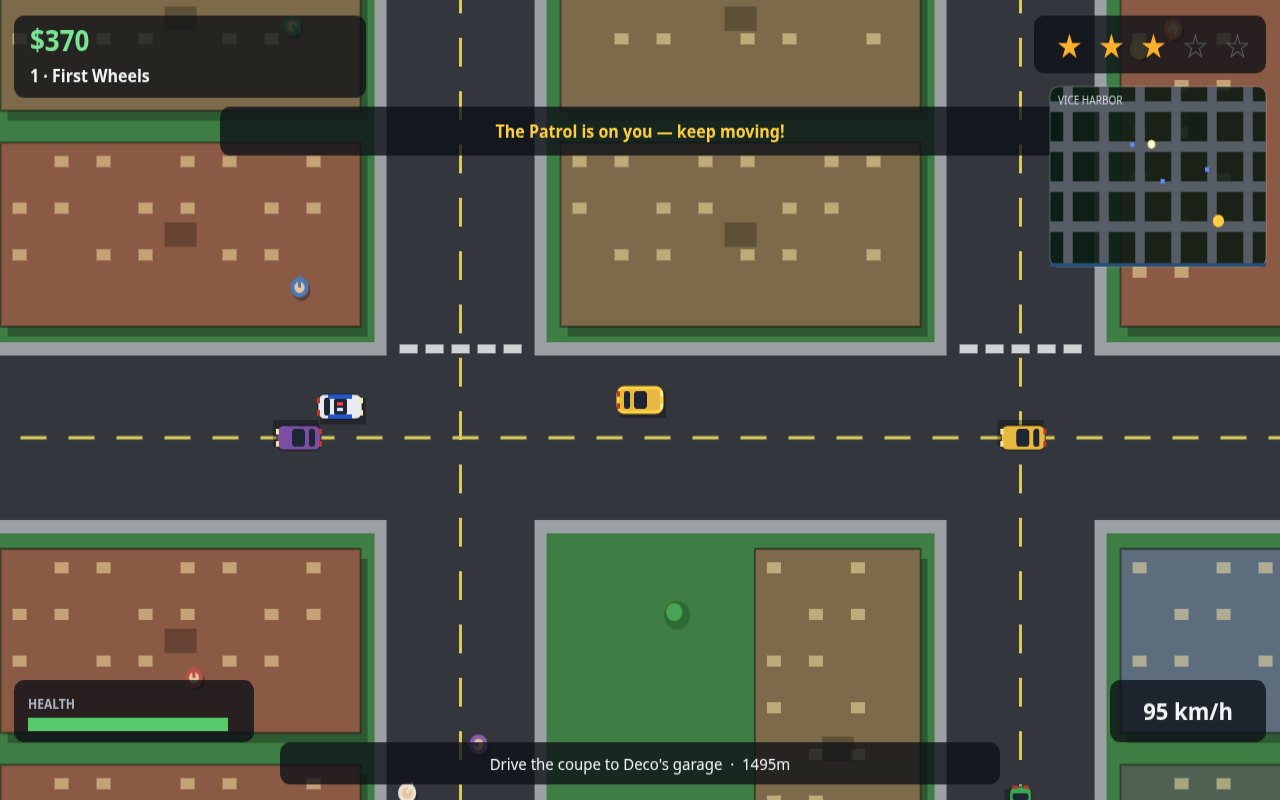 $370
1 · First Wheels
★ ★ ★ ☆ ☆
The Patrol is on you — keep moving!
VICE HARBOR
HEALTH
95 km/h
Drive the coupe to Deco's garage · 1495m